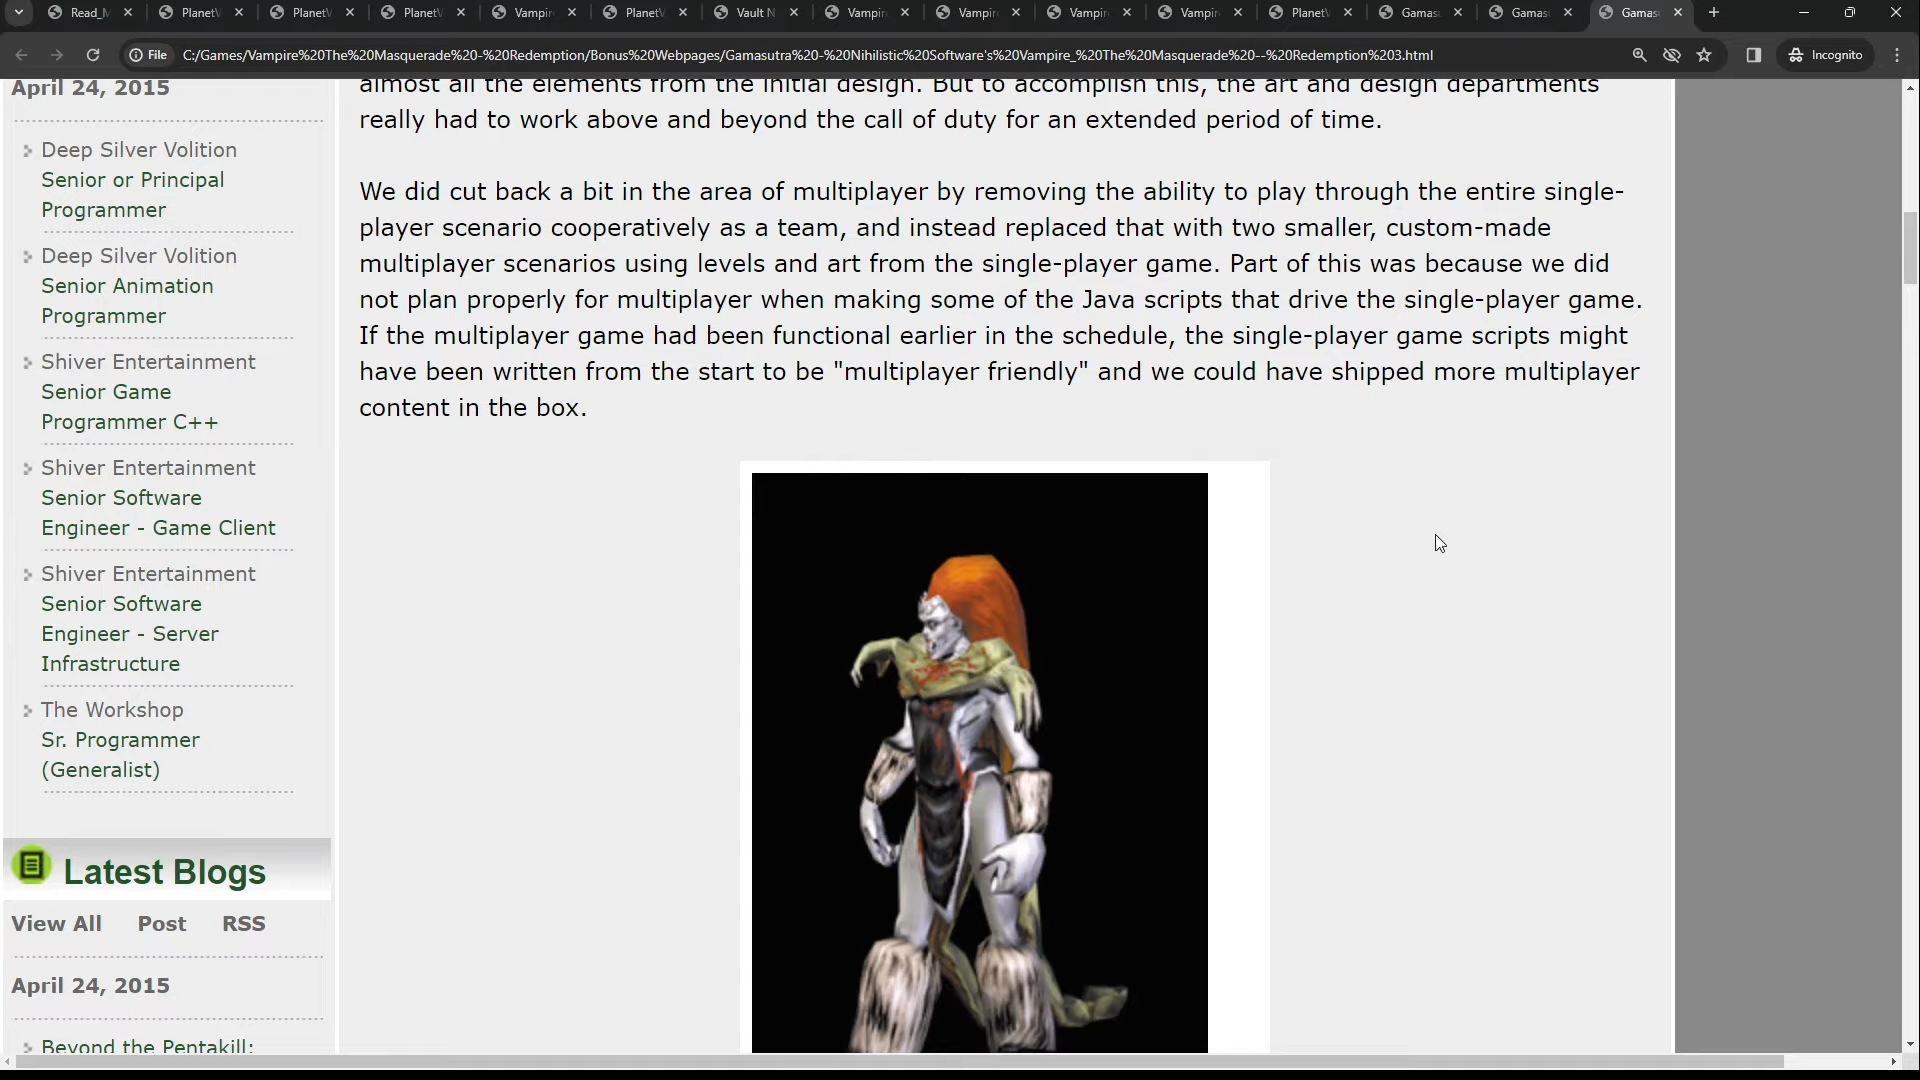 Read_M
PlanetV
PlanetV
PlanetV
Vampir
PlanetV
Vault N
Vampir
Vampir
Vampir
Vampir
PlanetV
Gamas
Gamas
Gamas
File
C:/Games/Vampire%20The%20Masquerade%20-%20Redemption/Bonus%20Webpages/Gamasutra%20-%20Nihilistic%20Software's%20Vampire_%20The%20Masquerade%20--%20Redemption%203.html
Incognito
April 24, 2015
Deep Silver Volition
Senior or Principal
Programmer
Deep Silver Volition
Senior Animation
Programmer
Shiver Entertainment
Senior Game
Programmer C++
Shiver Entertainment
Senior Software
Engineer - Game Client
Shiver Entertainment
Senior Software
Engineer - Server
Infrastructure
The Workshop
Sr. Programmer
(Generalist)
Latest Blogs
View All Post RSS
April 24, 2015
Beyond the Pentakill:
almost all the elements from the initial design. But to accomplish this, the art and design departments
really had to work above and beyond the call of duty for an extended period of time.
We did cut back a bit in the area of multiplayer by removing the ability to play through the entire single-
player scenario cooperatively as a team, and instead replaced that with two smaller, custom-made
multiplayer scenarios using levels and art from the single-player game. Part of this was because we did
not plan properly for multiplayer when making some of the Java scripts that drive the single-player game.
If the multiplayer game had been functional earlier in the schedule, the single-player game scripts might
have been written from the start to be "multiplayer friendly" and we could have shipped more multiplayer
content in the box.